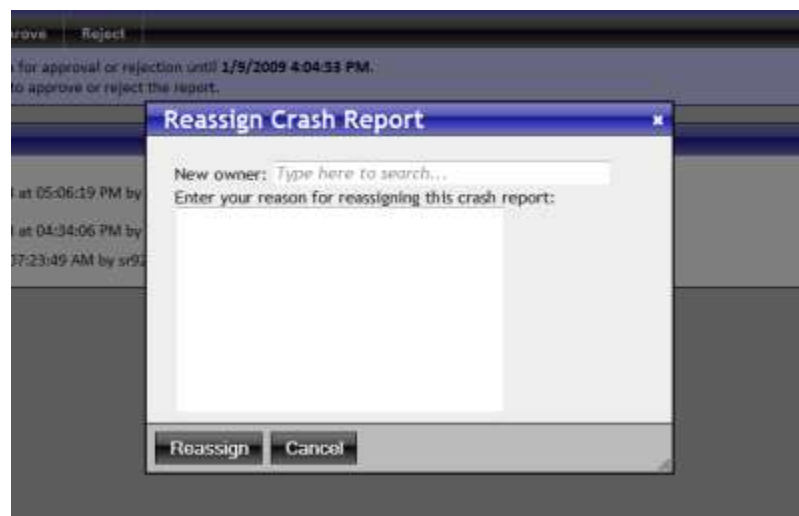 rove Reject
for approval or rejection until 1/9/2009 4:04:53 PM.
to approve or reject the report.
Reassign Crash Report
New owner: Type here to search...
Enter your reason for reassigning this crash report:
at 05:06:19 PM by
at 04:34:06 PM by
07:23:49 AM by sr92
Reassign Cancel